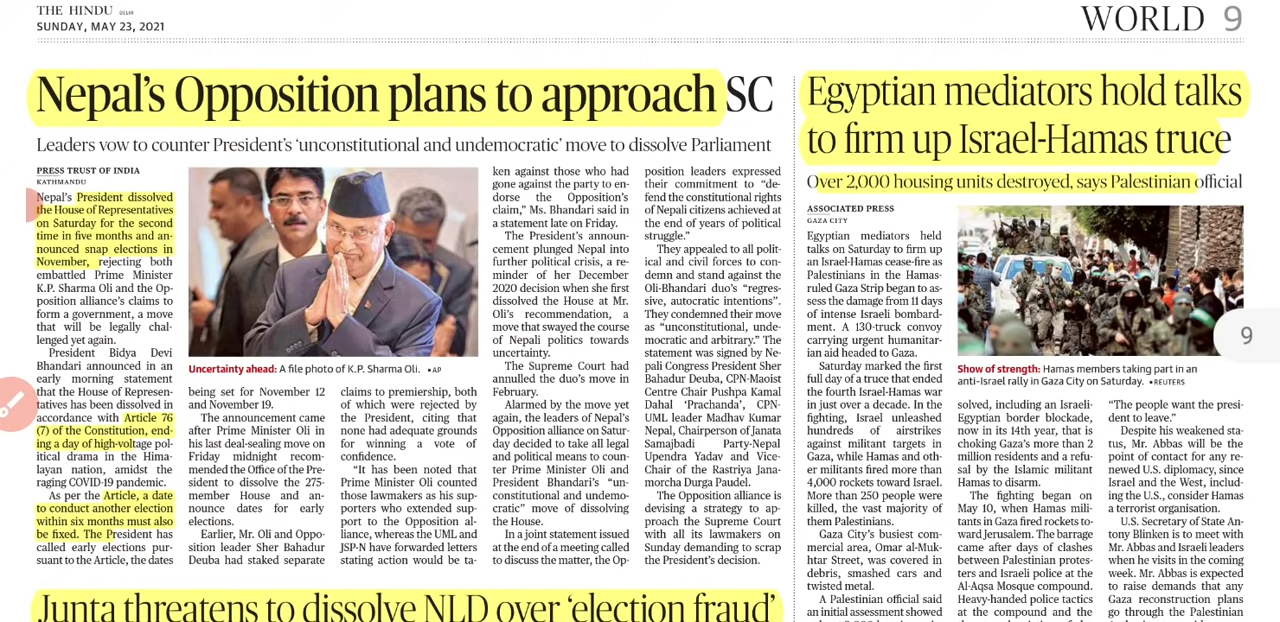 THE HINDU DELHI
SUNDAY, MAY 23, 2021
WORLD 9
Nepal's Opposition plans to approach SC
Leaders vow to counter President's 'unconstitutional and undemocratic' move to dissolve Parliament
PRESS TRUST OF INDIA
KATHMANDU
Nepal's President dissolved
the House of Representatives
on Saturday for the second
time in five months and an-
nounced snap elections in
November, rejecting both
embattled Prime Minister
K.P. Sharma Oli and the Op-
position alliance's claims to
form a government, a move
that will be legally chal-
lenged yet again.
President Bidya Devi
Bhandari announced in an
early morning statement
that the House of Represen-
tatives has been dissolved in
accordance with Article 76
(7) of the Constitution, end-
ing a day of high-voltage pol-
itical drama in the Hima-
layan nation, amidst the
raging COVID-19 pandemic.
As per the Article, a date
to conduct another election
within six months must also
be fixed. The President has
called early elections pur-
suant to the Article, the dates
Uncertainty ahead: A file photo of K.P. Sharma Oli. • AP
being set for November 12
and November 19.
The announcement came
after Prime Minister Oli in
his last deal-sealing move on
Friday midnight recom-
mended the Office of the Pre-
sident to dissolve the 275-
member House and an-
nounce dates for early
elections.
Earlier, Mr. Oli and Oppo-
sition leader Sher Bahadur
Deuba had staked separate
claims to premiership, both
of which were rejected by
the President, citing that
none had adequate grounds
for winning a vote of
confidence.
"It has been noted that
Prime Minister Oli counted
those lawmakers as his sup-
porters who extended sup-
port to the Opposition al-
liance, whereas the UML and
JSP-N have forwarded letters
stating action would be ta-
ken against those who had
gone against the party to en-
dorse the Opposition's
claim," Ms. Bhandari said in
a statement late on Friday.
The President's announ-
cement plunged Nepal into
further political crisis, a re-
minder of her December
2020 decision when she first
dissolved the House at Mr.
Oli's recommendation, a
move that swayed the course
of Nepali politics towards
uncertainty.
The Supreme Court had
annulled the duo's move in
February.
Alarmed by the move yet
again, the leaders of Nepal's
Opposition alliance on Satur-
day decided to take all legal
and political means to coun-
ter Prime Minister Oli and
President Bhandari's "un-
constitutional and undemo-
cratic" move of dissolving
the House.
In a joint statement issued
at the end of a meeting called
to discuss the matter, the Op-
position leaders expressed
their commitment to "de-
fend the constitutional rights
of Nepali citizens achieved at
the end of years of political
struggle."
They appealed to all polit-
ical and civil forces to con-
demn and stand against the
Oli-Bhandari duo's "regres-
sive, autocratic intentions".
They condemned their move
as "unconstitutional, unde-
mocratic and arbitrary." The
statement was signed by Ne-
pali Congress President Sher
Bahadur Deuba, CPN-Maoist
Centre Chair Pushpa Kamal
Dahal 'Prachanda', CPN-
UML leader Madhav Kumar
Nepal, Chairperson of Janata
Samajbadi Party-Nepal
Upendra Yadav and Vice-
Chair of the Rastriya Jana-
morcha Durga Paudel.
The Opposition alliance is
devising a strategy to ap-
proach the Supreme Court
with all its lawmakers on
Sunday demanding to scrap
the President's decision.
Egyptian mediators hold talks
to firm up Israel-Hamas truce
Over 2,000 housing units destroyed, says Palestinian official
ASSOCIATED PRESS
GAZA CITY
Egyptian mediators held
talks on Saturday to firm up
an Israel-Hamas cease-fire as
Palestinians in the Hamas-
ruled Gaza Strip began to as-
sess the damage from 11 days
of intense Israeli bombard-
ment. A 130-truck convoy
carrying urgent humanitar-
ian aid headed to Gaza.
Saturday marked the first
full day of a truce that ended
the fourth Israel-Hamas war
in just over a decade. In the
fighting, Israel unleashed
hundreds of airstrikes
against militant targets in
Gaza, while Hamas and oth-
er militants fired more than
4,000 rockets toward Israel.
More than 250 people were
killed, the vast majority of
them Palestinians.
Gaza City's busiest com-
mercial area, Omar al-Muk-
htar Street, was covered in
debris, smashed cars and
twisted metal.
A Palestinian official said
an initial assessment showed
Show of strength: Hamas members taking part in an
anti-Israel rally in Gaza City on Saturday. • REUTERS
solved, including an Israeli-
Egyptian border blockade,
now in its 14th year, that is
choking Gaza's more than 2
million residents and a refu-
sal by the Islamic militant
Hamas to disarm.
The fighting began on
May 10, when Hamas mili-
tants in Gaza fired rockets to-
ward Jerusalem. The barrage
came after days of clashes
between Palestinian protes-
ters and Israeli police at the
Al-Aqsa Mosque compound.
Heavy-handed police tactics
at the compound and the
"The people want the presi-
dent to leave."
Despite his weakened sta-
tus, Mr. Abbas will be the
point of contact for any re-
newed U.S. diplomacy, since
Israel and the West, includ-
ing the U.S., consider Hamas
a terrorist organisation.
U.S. Secretary of State An-
tony Blinken is to meet with
Mr. Abbas and Israeli leaders
when he visits in the coming
week. Mr. Abbas is expected
to raise demands that any
Gaza reconstruction plans
go through the Palestinian
9
Junta threatens to dissolve NLD over 'election fraud'